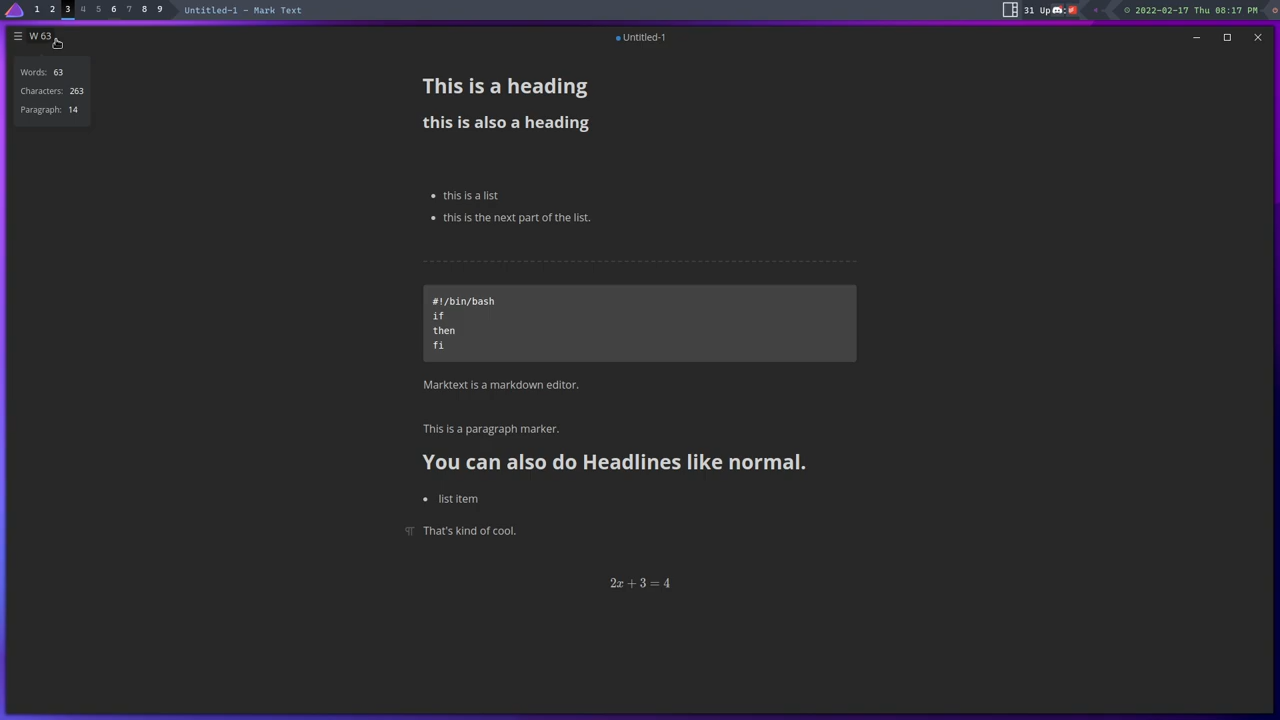 1 2 3 4 5 6 7 8 9 Untitled-1 - Mark Text 31 Up 2022-02-17 Thu 08:17 PM
W 63 Untitled-1
Words: 63
Characters: 263
Paragraph: 14
This is a heading
this is also a heading
• this is a list
• this is the next part of the list.
#!/bin/bash
if
then
fi
Marktext is a markdown editor.
This is a paragraph marker.
You can also do Headlines like normal.
• list item
¶ That's kind of cool.
2x + 3 = 4